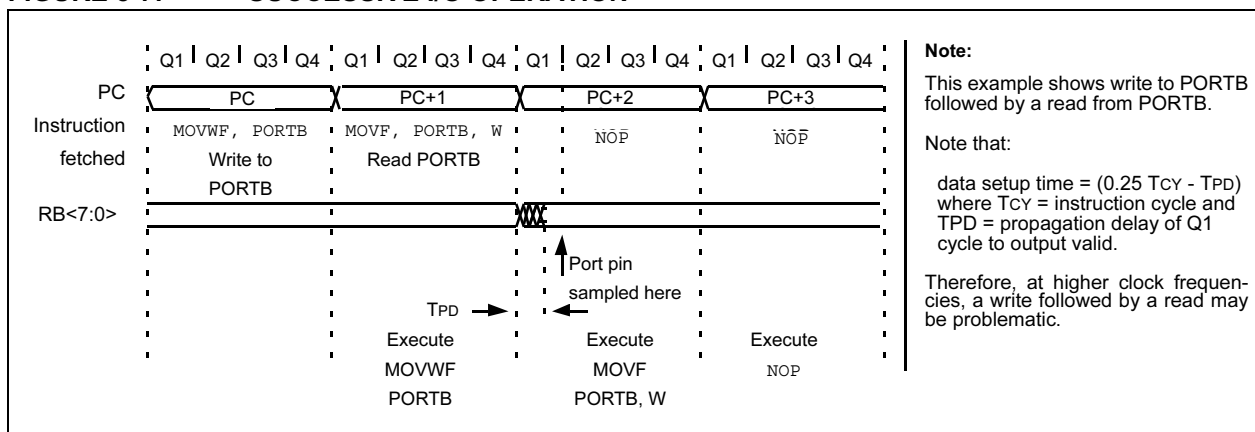 Q1 Q2 Q3 Q4 Q1 Q2 Q3 Q4 Q1 Q2 Q3 Q4 Q1 Q2 Q3 Q4
PC PC PC+1 PC+2 PC+3
Instruction fetched
MOVWF, PORTB
Write to
PORTB
MOVF, PORTB, W
Read PORTB
NOP
NOP
RB<7:0>
Port pin
sampled here
TPD
Execute
MOVWF
PORTB
Execute
MOVF
PORTB, W
Execute
NOP
Note:
This example shows write to PORTB
followed by a read from PORTB.
Note that:
data setup time = (0.25 TCY - TPD)
where TCY = instruction cycle and
TPD = propagation delay of Q1
cycle to output valid.
Therefore, at higher clock frequen-
cies, a write followed by a read may
be problematic.